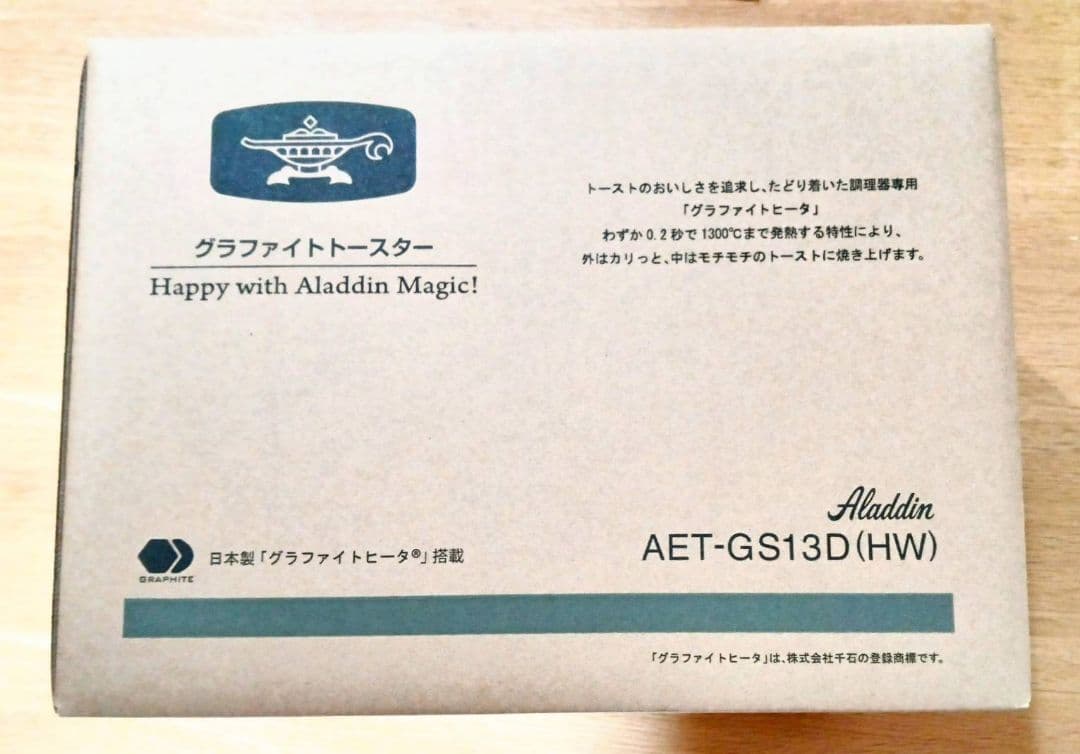 グラファイトトースター
Happy with Aladdin Magic!
トーストのおいしさを追求し、たどり着いた調理器専用
「グラファイトヒータ」
わずか0.2秒で1300℃まで発熱する特性により、
外はカリっと、中はモチモチのトーストに焼き上げます。
Aladdin
AET-GS13D(HW)
GRAPHITE
日本製「グラファイトヒータ®」搭載
「グラファイトヒータ」は、株式会社千石の登録商標です。